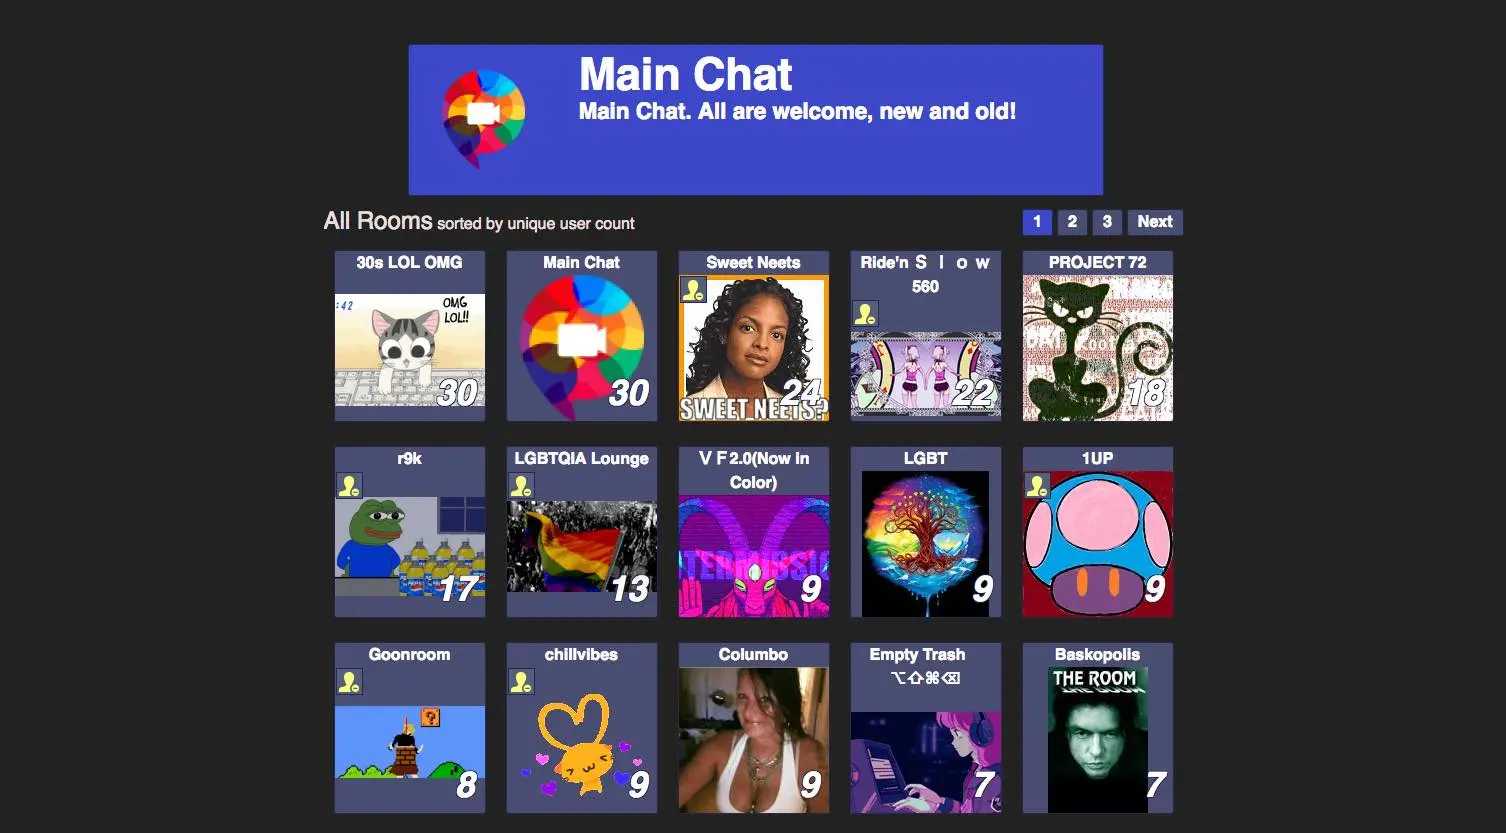 Main Chat
Main Chat. All are welcome, new and old!
All Rooms sorted by unique user count
1 2 3 Next
30s LOL OMG
:42
OMG
LOL!!
30
Main Chat
30
Sweet Neets
24
SWEET NEETS?
Ride'n S l o w
560
22
PROJECT 72
18
r9k
17
LGBTQIA Lounge
13
V F2.0(Now in
Color)
9
LGBT
9
1UP
9
Goonroom
?
8
chillvibes
9
Columbo
9
Empty Trash
⌥⇧⌘⌫
7
Baskopolis
THE ROOM
7